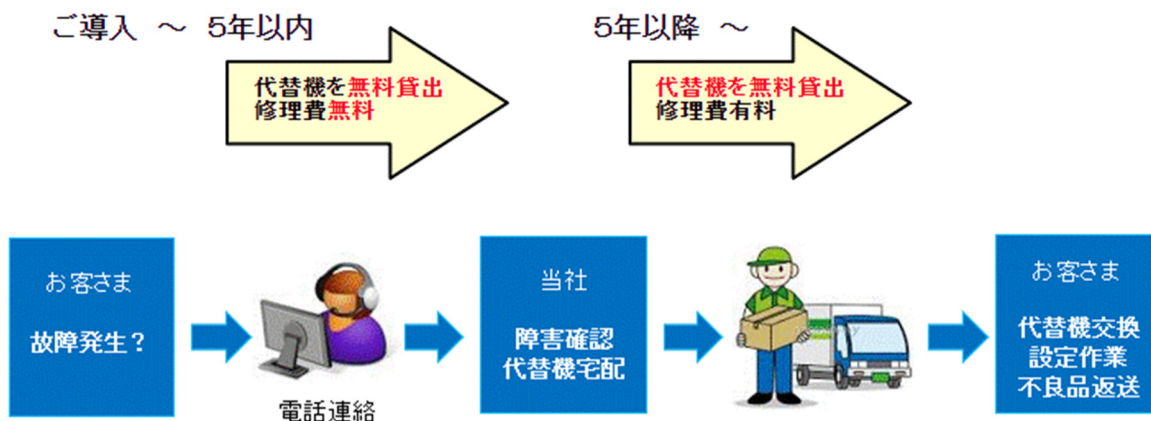 ご導入 ～ 5年以内
5年以降 ～
代替機を無料貸出
修理費無料
代替機を無料貸出
修理費有料
お客さま
故障発生？
電話連絡
当社
障害確認
代替機宅配
お客さま
代替機交換
設定作業
不良品返送